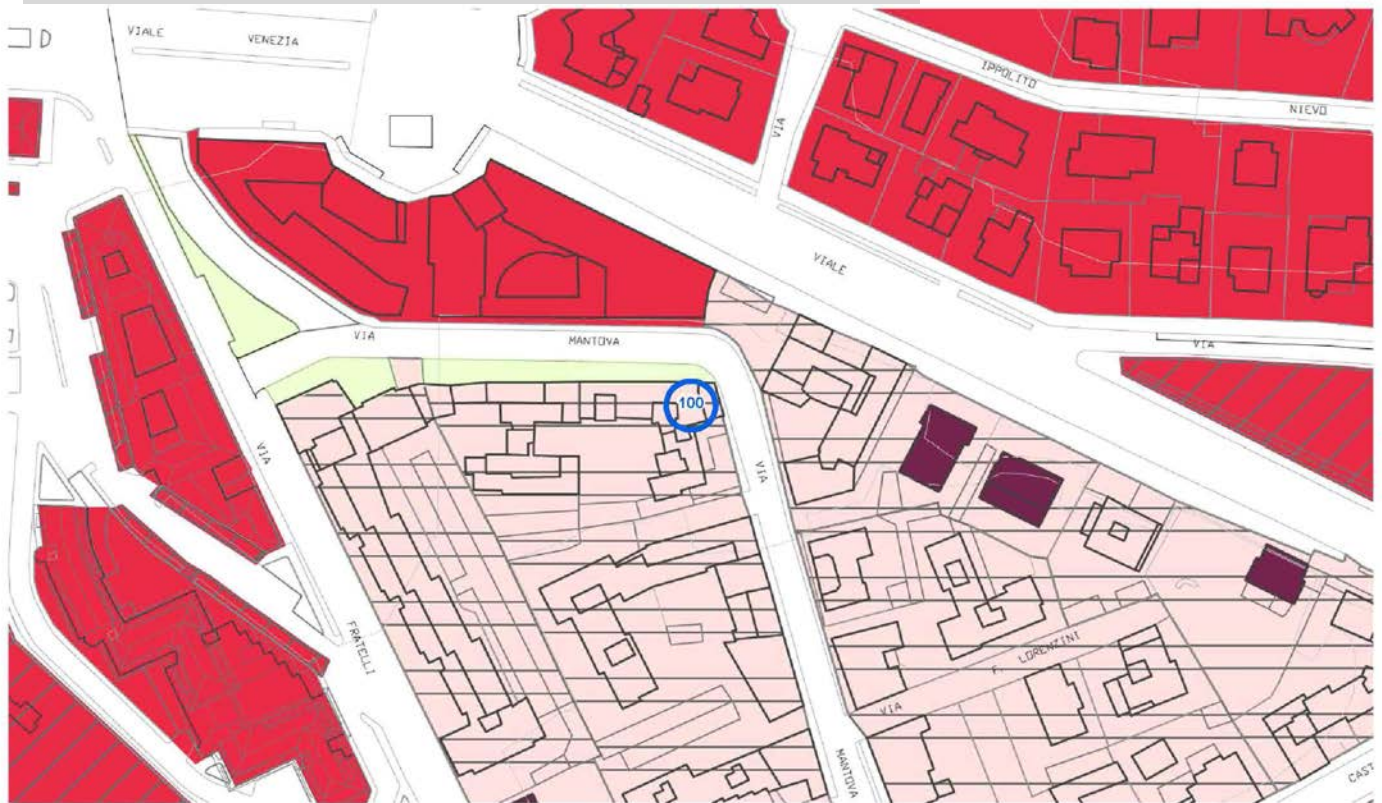 VIALE
VENEZIA
D
IPPOLITO
NIEVO
VIA
VIALE
VIA
VIA
MANTOVA
100
VIA
VIA
FRATELLI
F. LORENZINI
VIA
MANTOVA
CAST